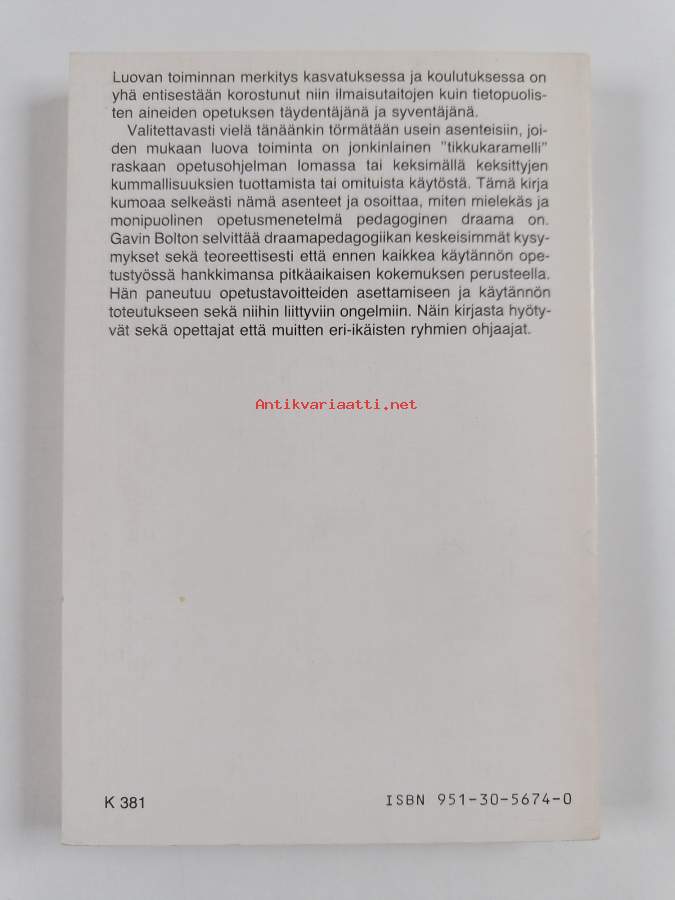 Luovan toiminnan merkitys kasvatuksessa ja koulutuksessa on
yhä entisestään korostunut niin ilmaisutaitojen kuin tietopuolis-
ten aineiden opetuksen täydentäjänä ja syventäjänä.
Valitettavasti vielä tänäänkin törmätään usein asenteisiin, joi-
den mukaan luova toiminta on jonkinlainen "tikkukaramelli"
raskaan opetusohjelman lomassa tai keksimällä keksittyjen
kummallisuuksien tuottamista tai omituista käytöstä. Tämä kirja
kumoaa selkeästi nämä asenteet ja osoittaa, miten mielekäs ja
monipuolinen opetusmenetelmä pedagoginen draama on.
Gavin Bolton selvittää draamapedagogiikan keskeisimmät kysy-
mykset sekä teoreettisesti että ennen kaikkea käytännön ope-
tustyössä hankkimansa pitkäaikaisen kokemuksen perusteella.
Hän paneutuu opetustavoitteiden asettamiseen ja käytännön
toteutukseen sekä niihin liittyviin ongelmiin. Näin kirjasta hyöty-
vät sekä opettajat että muitten eri-ikäisten ryhmien ohjaajat.
Antikvariaatti.net
K 381
ISBN 951-30-5674-0